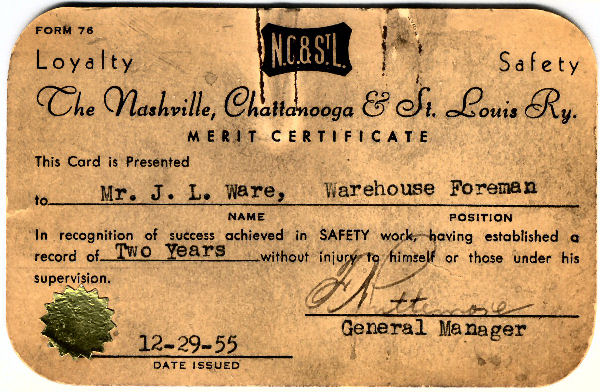 FORM 76
N.C.& ST.L.
Loyalty Safety
The Nashville, Chattanooga & St. Louis Ry.
MERIT CERTIFICATE
This Card is Presented
to Mr. J. L. Ware, Warehouse Foreman
NAME POSITION
In recognition of success achieved in SAFETY work, having established a
record of Two Years without injury to himself or those under his
supervision.
General Manager
12-29-55
DATE ISSUED